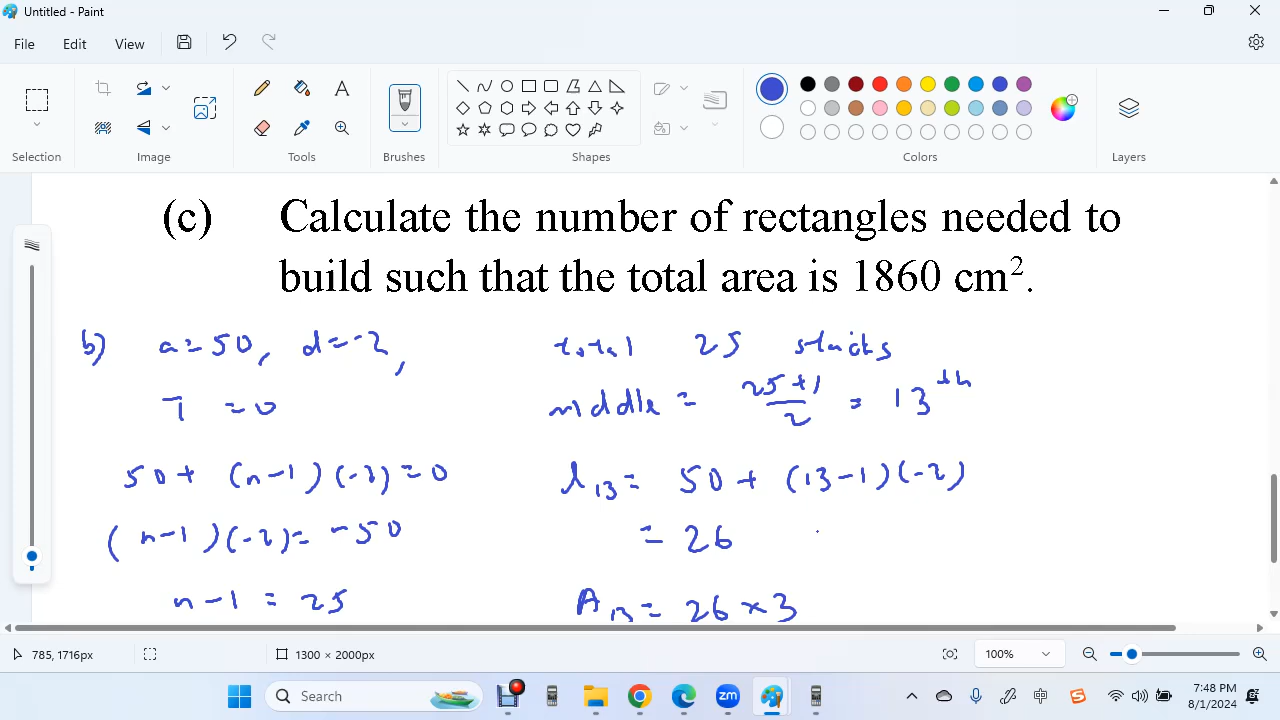 Untitled - Paint
File Edit View
Selection Image Tools Brushes Shapes Colors Layers
(c) Calculate the number of rectangles needed to
build such that the total area is 1860 cm².
b) a=50, d=-2,
T =0
50+ (n-1)(-2)=0
(n-1)(-2)= -50
n-1 = 25
total 25 stacks
middle = (25+1)/2 = 13th
l₁₃= 50+(13-1)(-2)
= 26
A₁₃= 26×3
785, 1716px 1300 × 2000px 100%
Search zm 中 S 7:48 PM
8/1/2024